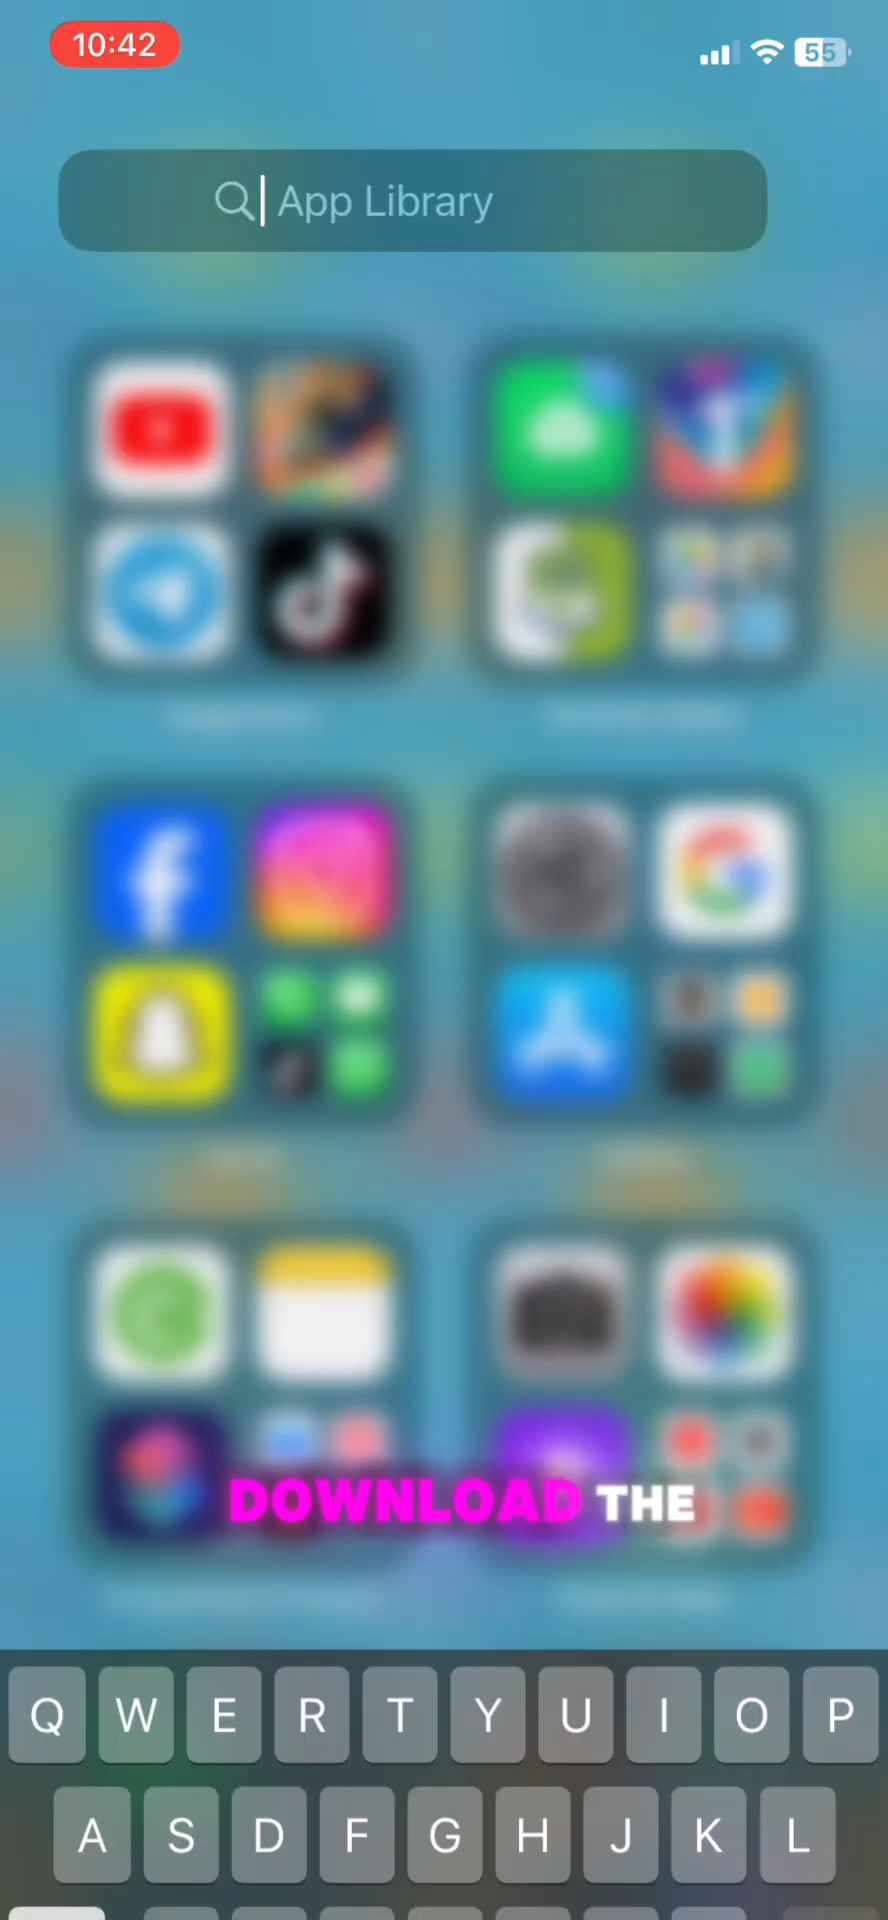 10:42
55
App Library
DOWNLOAD THE
Q W E R T Y U I O P
A S D F G H J K L